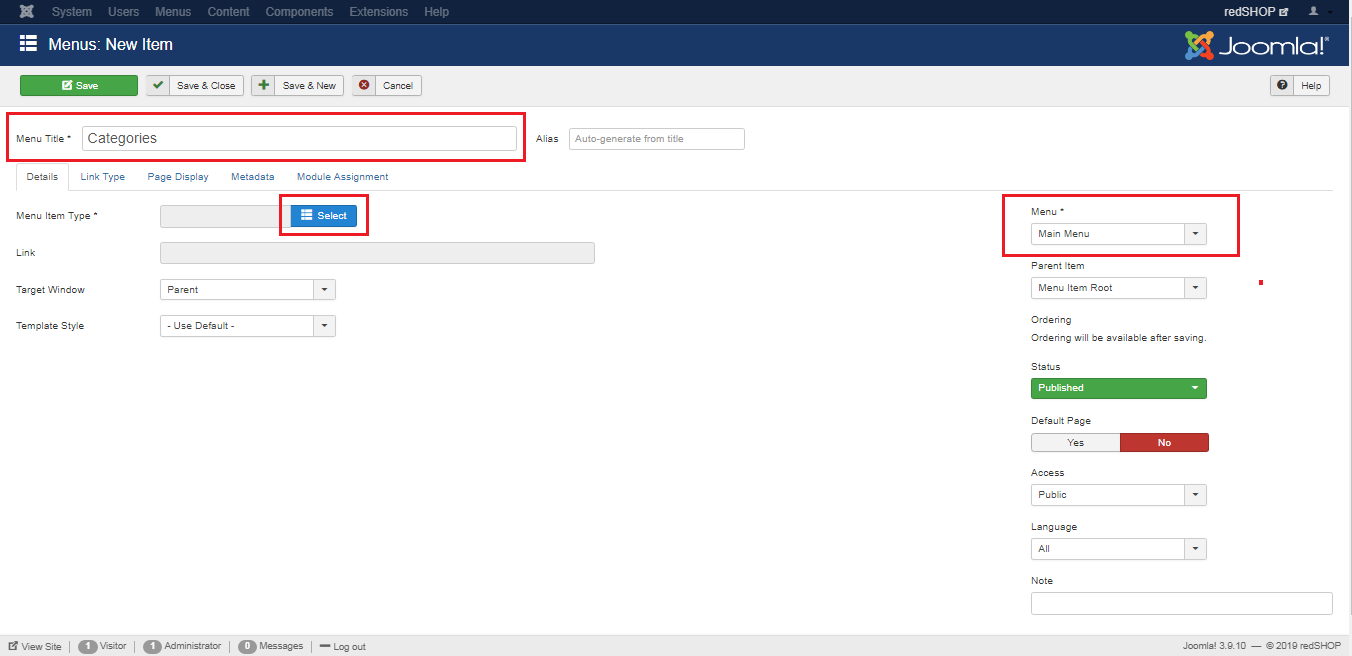 System Users Menus Content Components Extensions Help redSHOP
Menus: New Item Joomla!®
Save Save & Close Save & New Cancel Help
Menu Title * Categories Alias Auto-generate from title
Details Link Type Page Display Metadata Module Assignment
Menu Item Type * Select
Link
Target Window Parent
Template Style - Use Default -
Menu *
Main Menu
Parent Item
Menu Item Root
Ordering
Ordering will be available after saving.
Status
Published
Default Page
Yes No
Access
Public
Language
All
Note
View Site 1 Visitor 1 Administrator 0 Messages Log out Joomla! 3.9.10 — © 2019 redSHOP